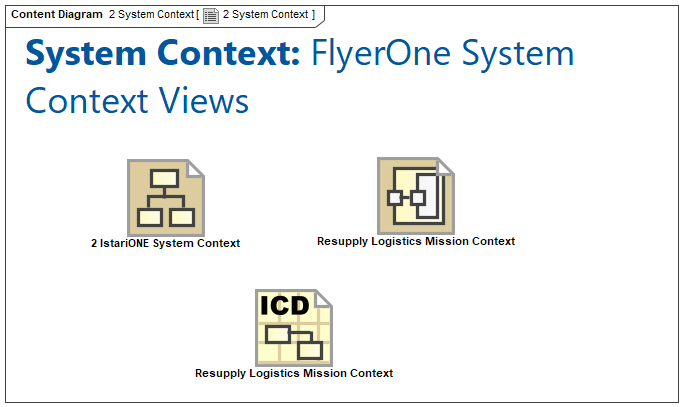 Content Diagram 2 System Context [ 2 System Context ]
System Context: FlyerOne System
Context Views
2 IstariONE System Context
Resupply Logistics Mission Context
ICD
Resupply Logistics Mission Context